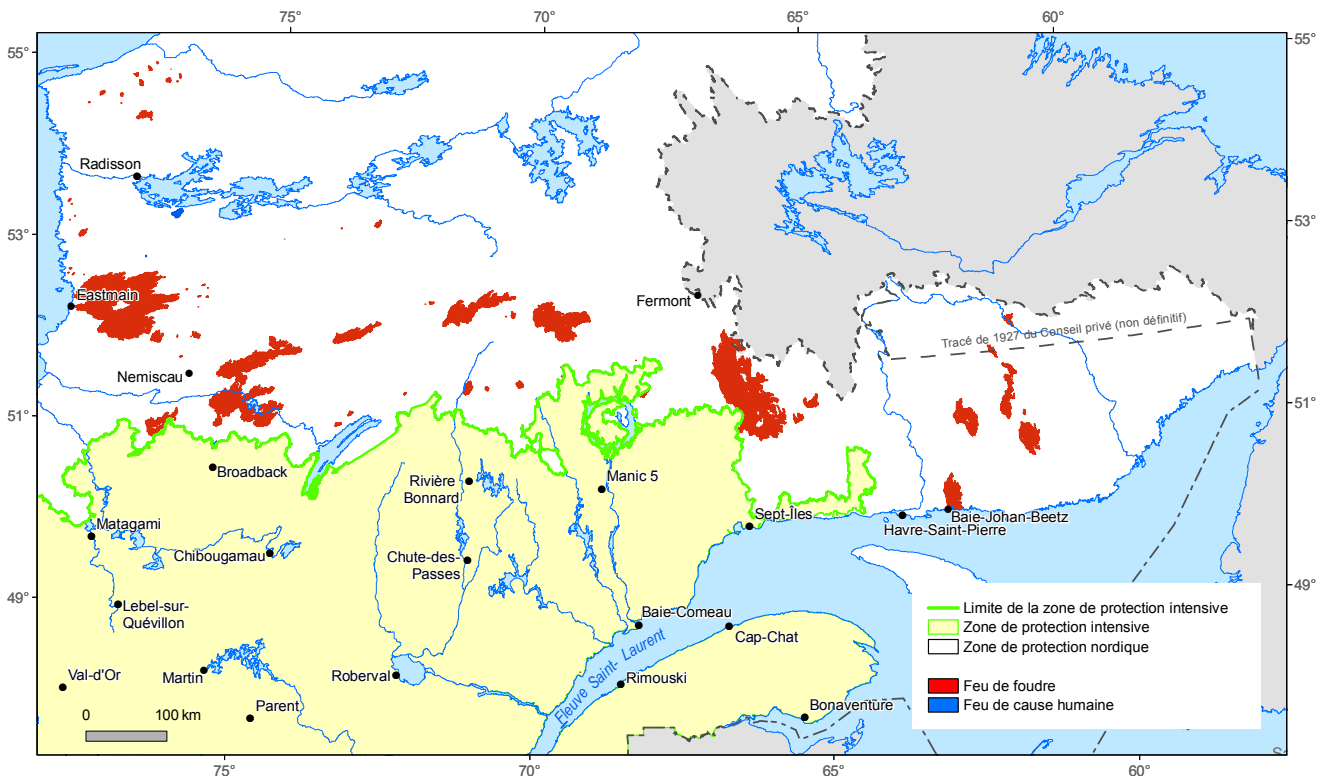 75°
70°
65°
60°
55°
55°
Radisson
53°
53°
Eastmain
Fermont
Tracé de 1927 du Conseil privé (non définitif)
Nemiscau
51°
51°
Broadback
Rivière
Bonnard
Manic 5
Sept-Îles
Baie-Johan-Beetz
Havre-Saint-Pierre
Matagami
Chibougamau
Chute-des-
Passes
49°
49°
Lebel-sur-
Quévillon
Baie Comeau
Cap-Chat
Fleuve Saint- Laurent
Val-d'Or
Martin
Roberval
Rimouski
Parent
Bonaventure
0
100 km
Limite de la zone de protection intensive
Zone de protection intensive
Zone de protection nordique
Feu de foudre
Feu de cause humaine
75°
70°
65°
60°